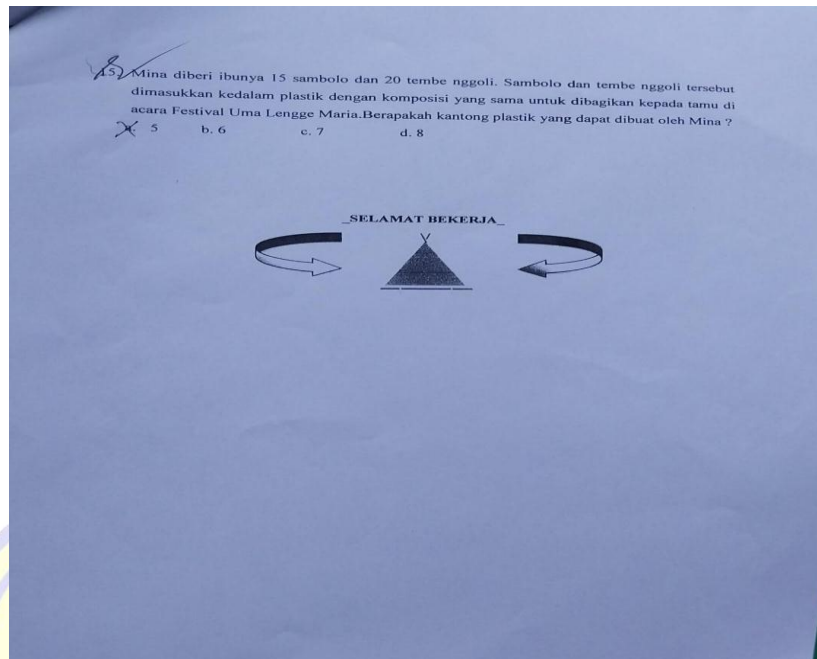 15) Mina diberi ibunya 15 sambolo dan 20 tembe nggoli. Sambolo dan tembe nggoli tersebut
dimasukkan kedalam plastik dengan komposisi yang sama untuk dibagikan kepada tamu di
acara Festival Uma Lengge Maria.Berapakah kantong plastik yang dapat dibuat oleh Mina ?
5 b. 6 c. 7 d. 8
_SELAMAT BEKERJA_